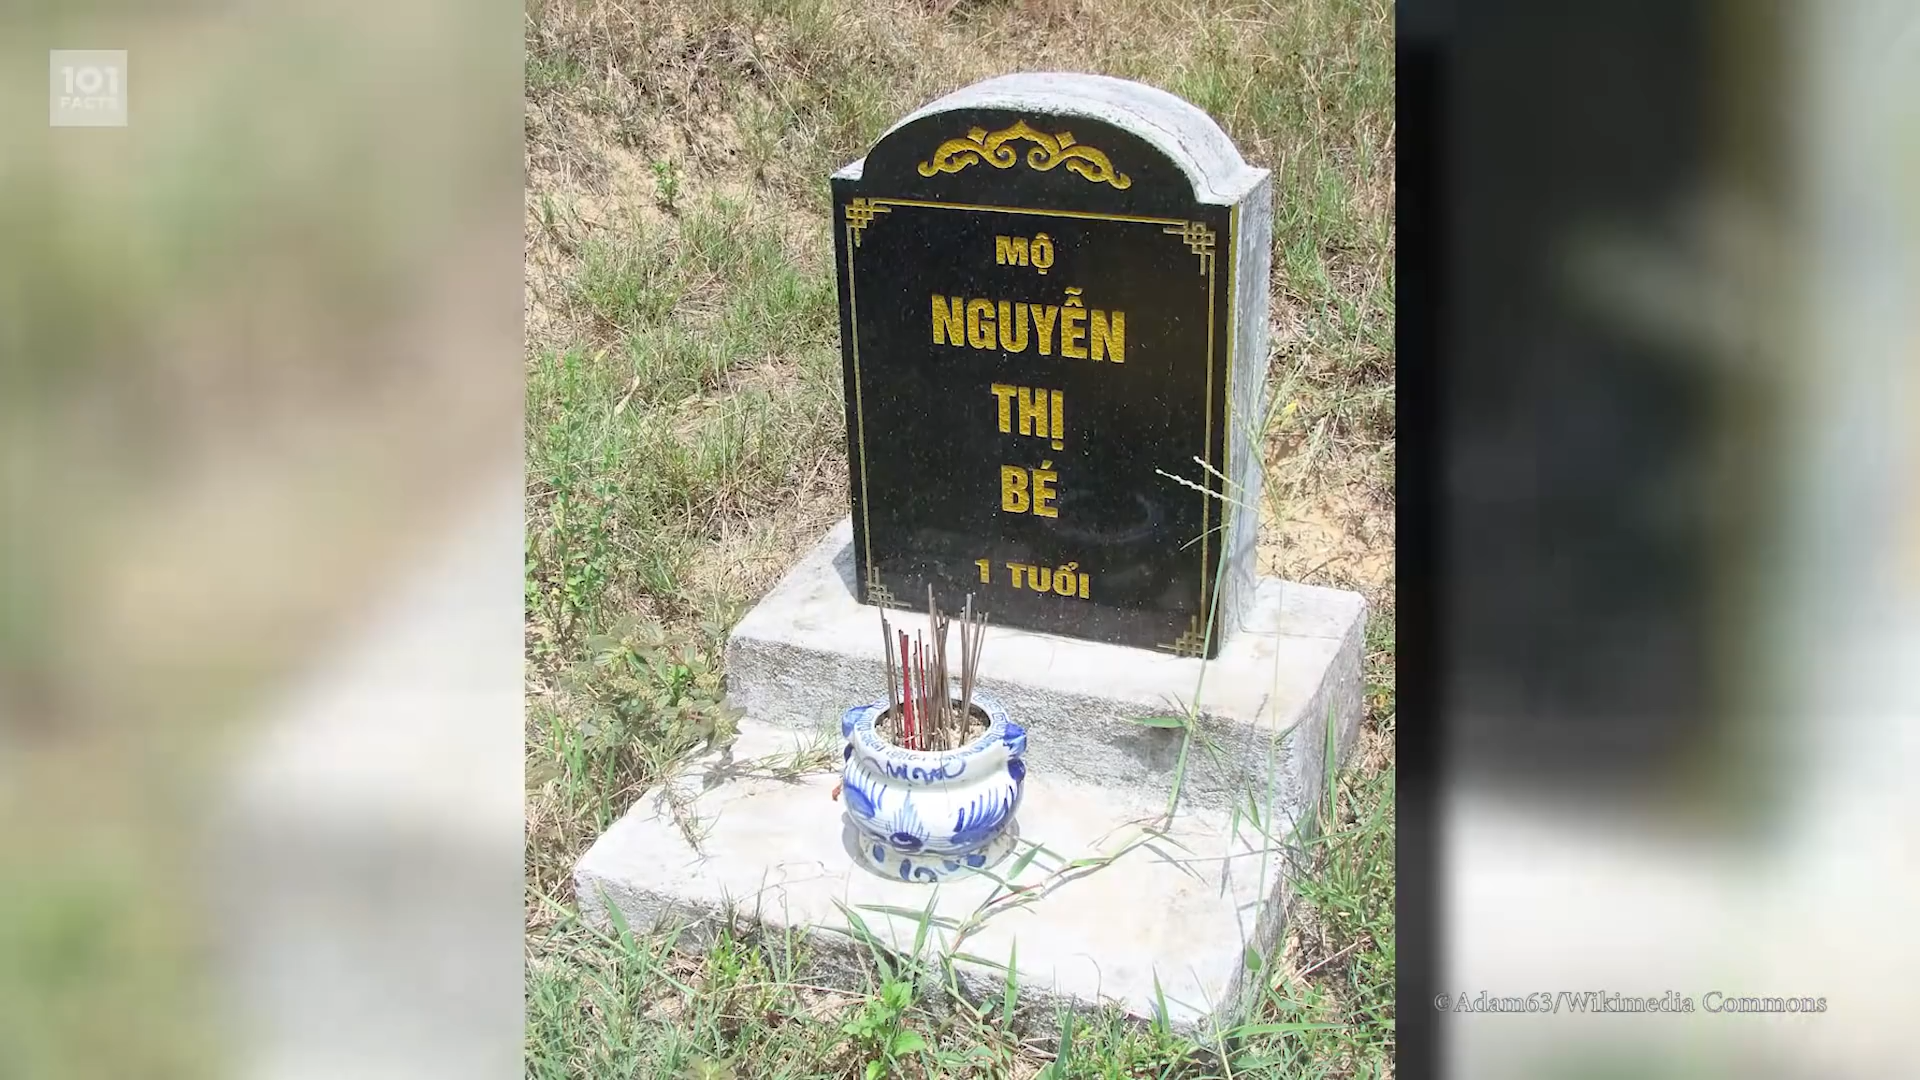 101
FACTS
MỘ
NGUYỄN
THỊ
BÉ
1 TUỔI
©Adam63/Wikimedia Commons